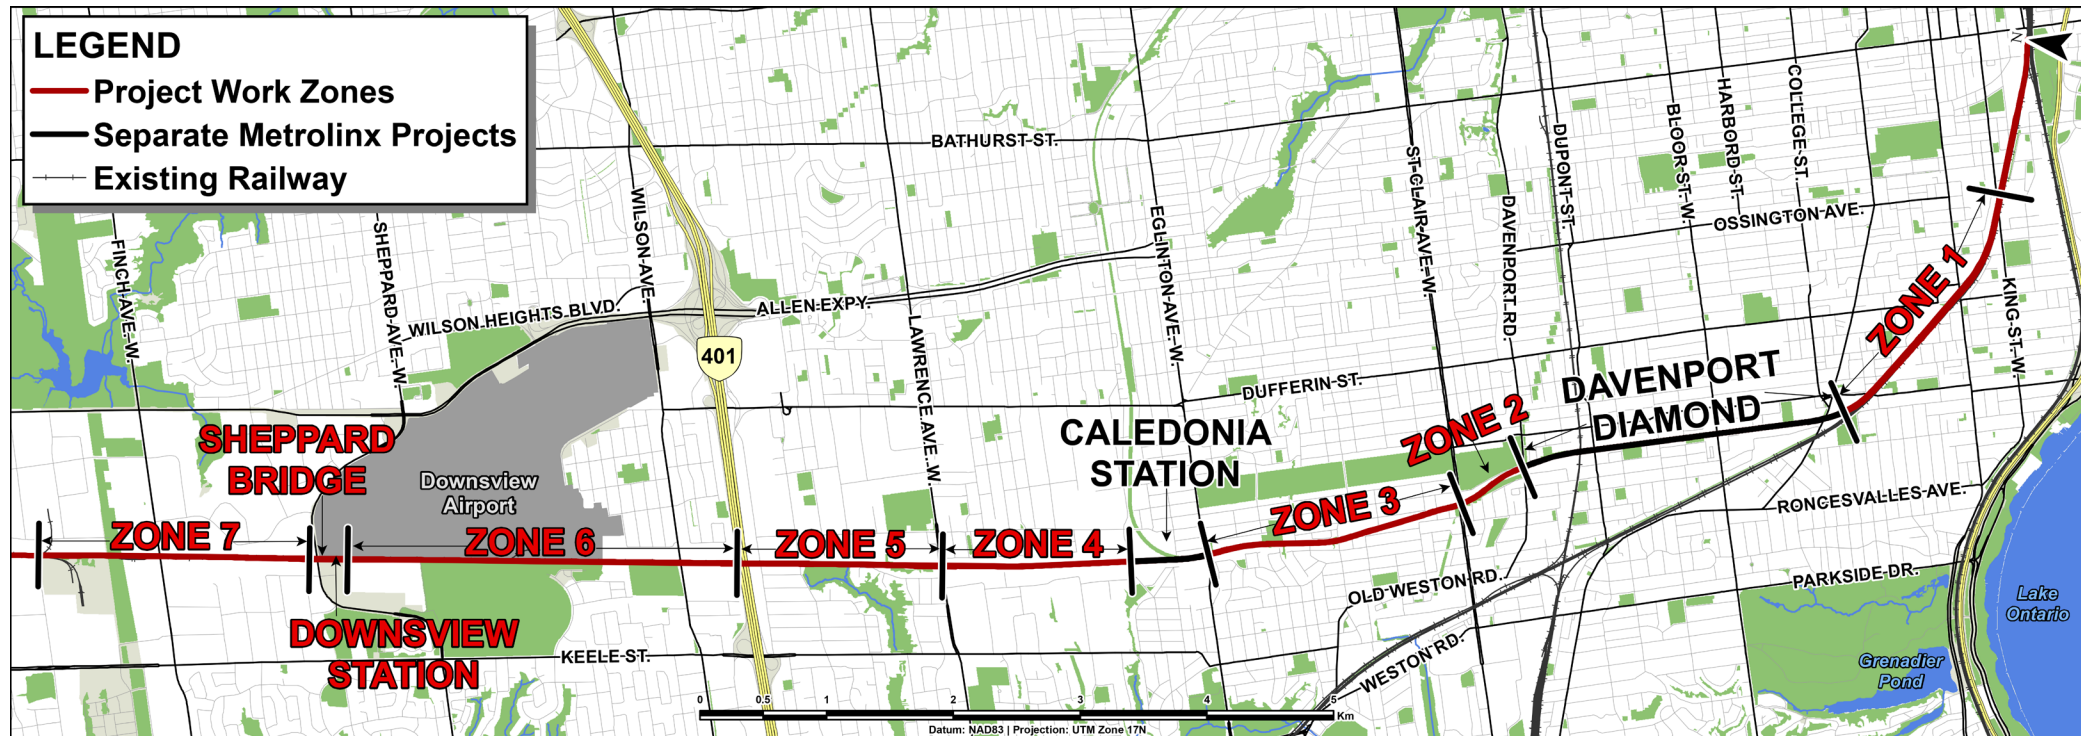 LEGEND
Project Work Zones
Separate Metrolinx Projects
Existing Railway
N
BATHURST ST.
FINCH AVE. W.
SHEPPARD AVE. W.
WILSON AVE.
WILSON HEIGHTS BLVD.
ALLEN EXPY
401
LAWRENCE AVE. W.
EGLINTON AVE. W.
ST CLAIR AVE. W.
DAVENPORT RD.
DUPONT ST.
BLOOR ST. W.
HARBORD ST.
COLLEGE ST.
OSSINGTON AVE.
KING ST. W.
DUFFERIN ST.
ZONE 1
DAVENPORT
DIAMOND
ZONE 2
CALEDONIA
STATION
ZONE 3
SHEPPARD
BRIDGE
Downsview
Airport
ZONE 7
ZONE 6
ZONE 5
ZONE 4
RONCESVALLES AVE.
OLD WESTON RD.
PARKSIDE DR.
WESTON RD.
DOWNSVIEW
STATION
KEELE ST.
Lake
Ontario
Grenadier
Pond
0 0.5 1 2 3 4 5
Km
Datum: NAD83 | Projection: UTM Zone 17N